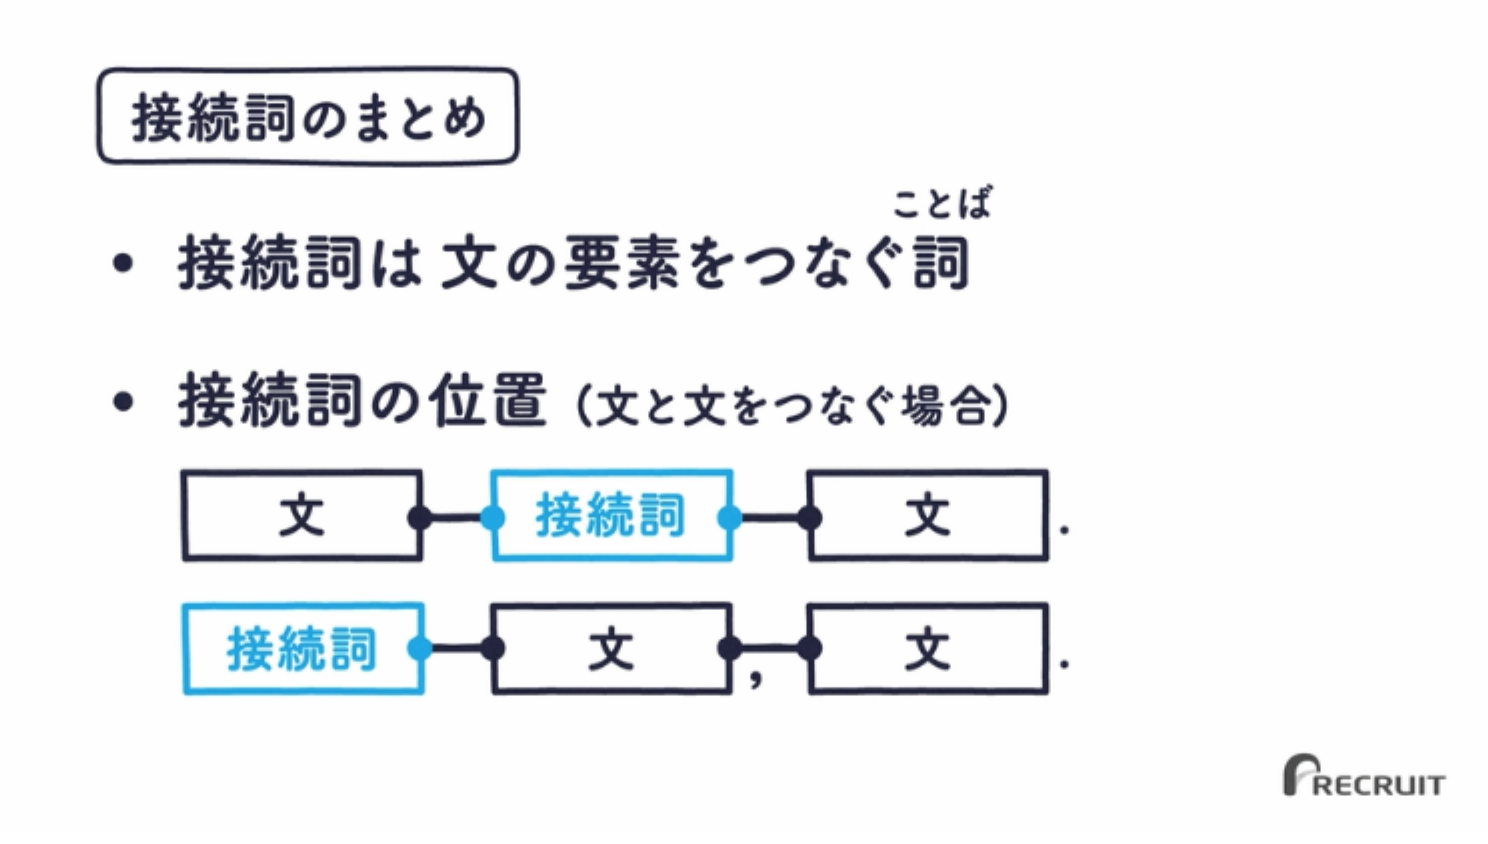 接続詞のまとめ
ことば
• 接続詞は 文の要素をつなぐ詞
• 接続詞の位置 (文と文をつなぐ場合)
文 接続詞 文 .
接続詞 文 , 文 .
RECRUIT